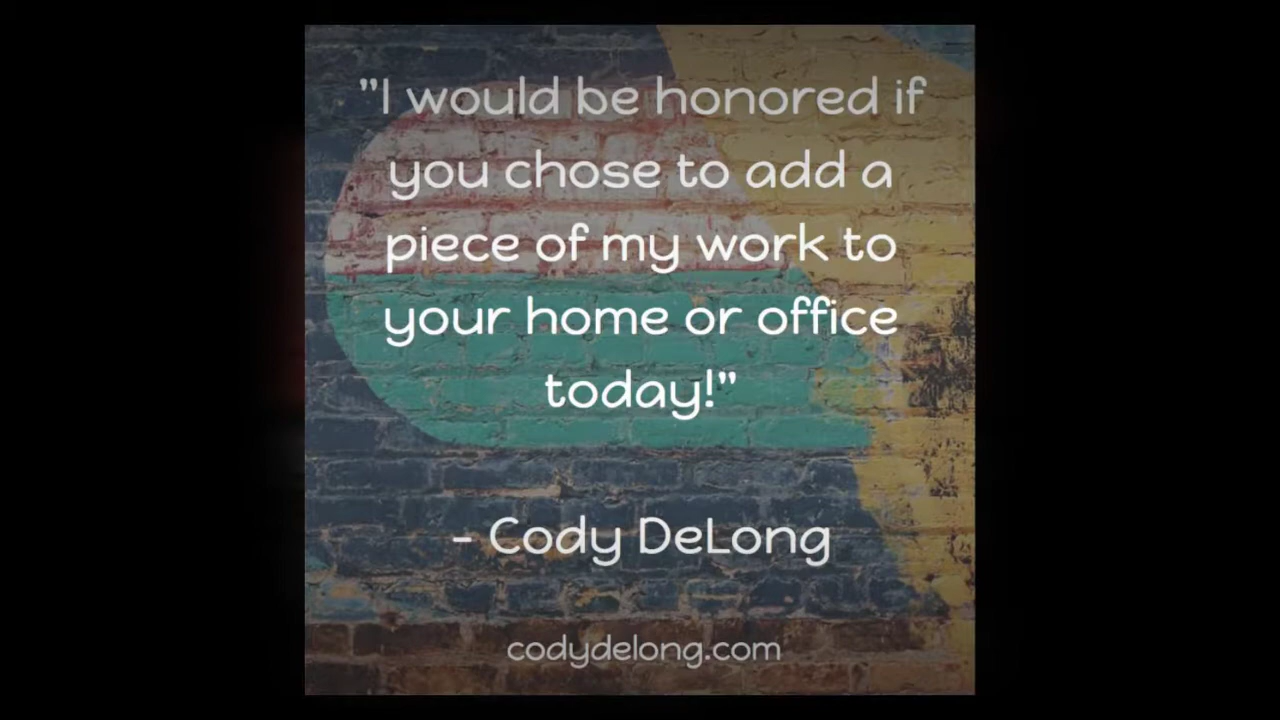 "I would be honored if
you chose to add a
piece of my work to
your home or office
today!"
- Cody DeLong
codydelong.com